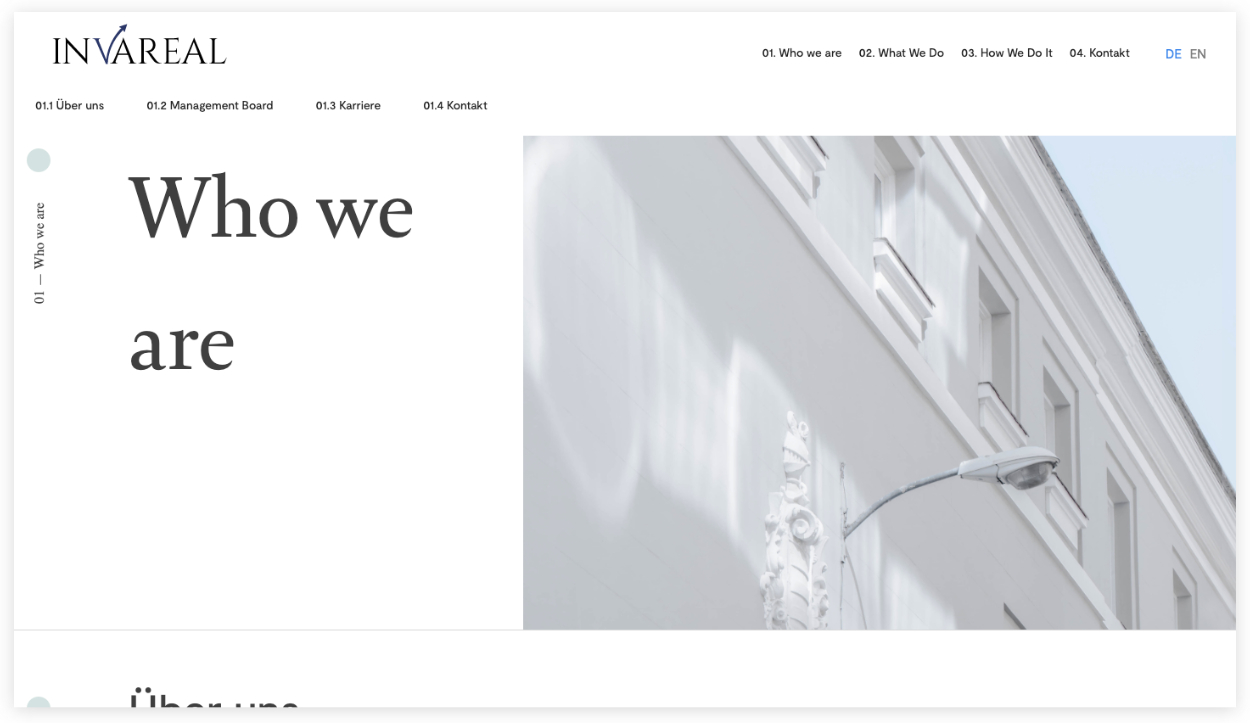 INVAREAL
01. Who we are 02. What We Do 03. How We Do It 04. Kontakt DE EN
01.1 Über uns 01.2 Management Board 01.3 Karriere 01.4 Kontakt
01 — Who we are
Who we
are
Über uns